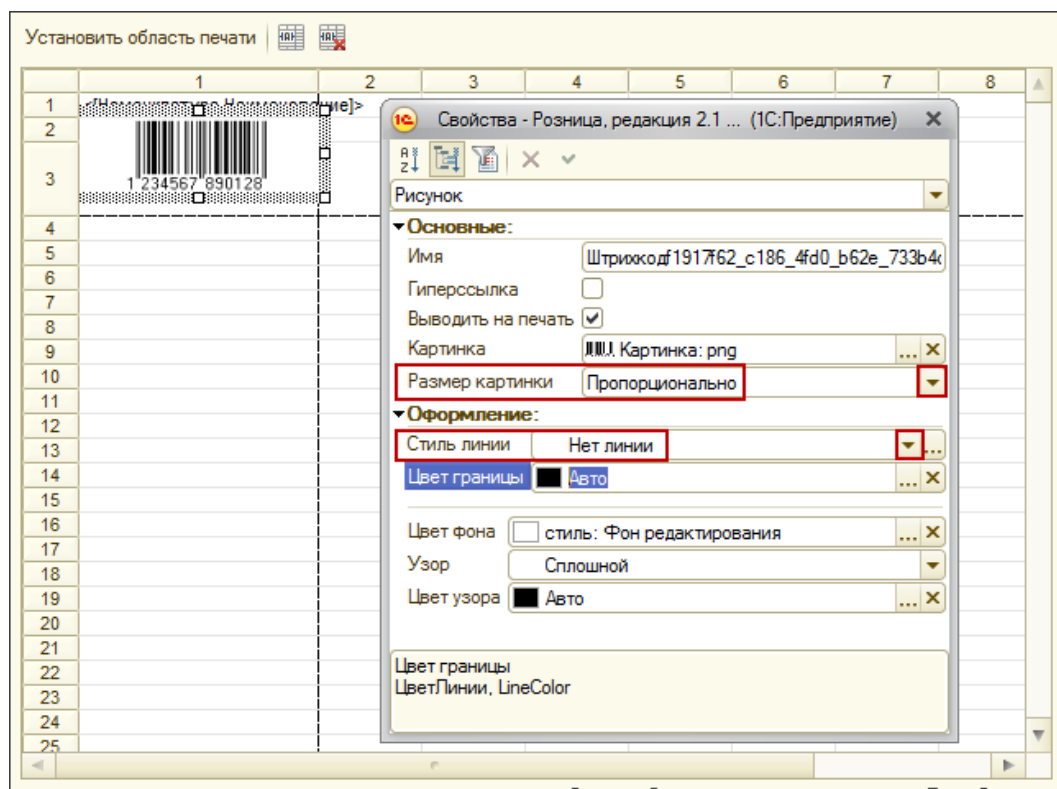 Установить область печати
1 2 3 4 5 6 7 8
1
2
3
4
5
6
7
8
9
10
11
12
13
14
15
16
17
18
19
20
21
22
23
24
25
<[Номенклатура.Наименование]>
1 234567 890128
1С Свойства - Розница, редакция 2.1 ... (1С:Предприятие)
Рисунок
Основные:
Имя Штрихкодf1917f62_c186_4fd0_b62e_733b4c
Гиперссылка
Выводить на печать
Картинка Картинка: png ...
Размер картинки Пропорционально
Оформление:
Стиль линии Нет линии ...
Цвет границы Авто ...
Цвет фона стиль: Фон редактирования ...
Узор Сплошной
Цвет узора Авто ...
Цвет границы
ЦветЛинии, LineColor